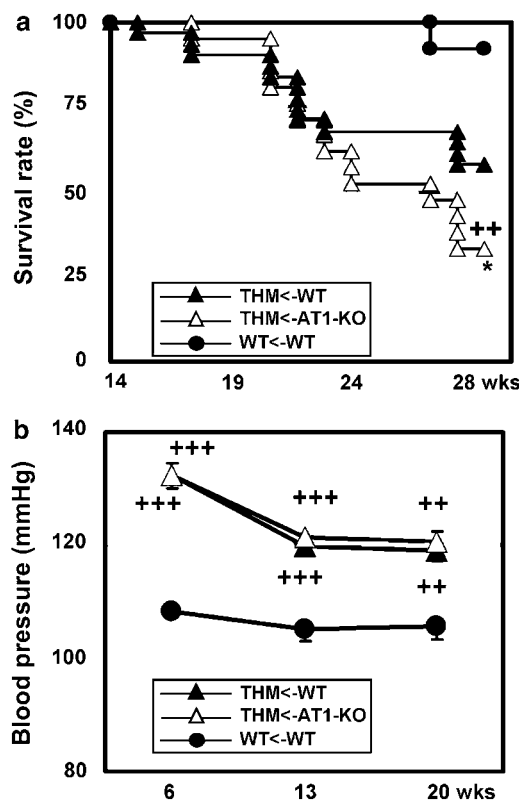 a
100
75
50
25
0
Survival rate (%)
++
*
THM<-WT
THM<-AT1-KO
WT<-WT
14 19 24 28 wks
b
140
120
100
80
Blood pressure (mmHg)
+++
+++
+++
++
+++
++
THM<-WT
THM<-AT1-KO
WT<-WT
6 13 20 wks